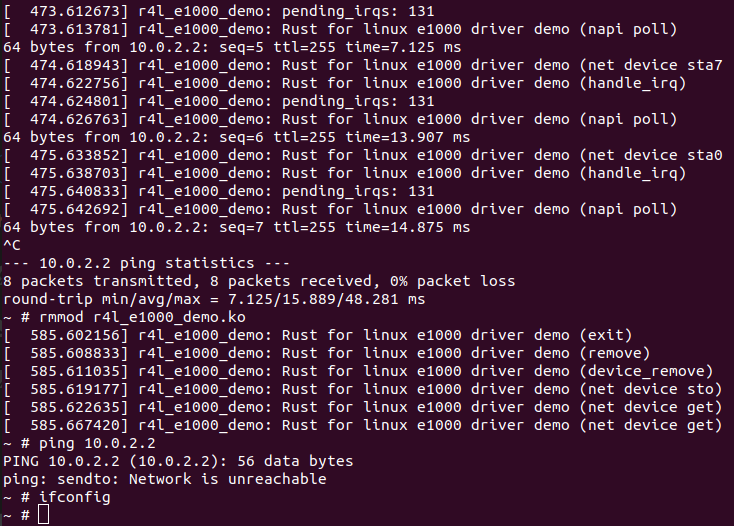 [  473.612673] r4l_e1000_demo: pending_irqs: 131
[  473.613781] r4l_e1000_demo: Rust for linux e1000 driver demo (napi poll)
64 bytes from 10.0.2.2: seq=5 ttl=255 time=7.125 ms
[  474.618943] r4l_e1000_demo: Rust for linux e1000 driver demo (net device sta7
[  474.622756] r4l_e1000_demo: Rust for linux e1000 driver demo (handle_irq)
[  474.624801] r4l_e1000_demo: pending_irqs: 131
[  474.626763] r4l_e1000_demo: Rust for linux e1000 driver demo (napi poll)
64 bytes from 10.0.2.2: seq=6 ttl=255 time=13.907 ms
[  475.633852] r4l_e1000_demo: Rust for linux e1000 driver demo (net device sta0
[  475.638703] r4l_e1000_demo: Rust for linux e1000 driver demo (handle_irq)
[  475.640833] r4l_e1000_demo: pending_irqs: 131
[  475.642692] r4l_e1000_demo: Rust for linux e1000 driver demo (napi poll)
64 bytes from 10.0.2.2: seq=7 ttl=255 time=14.875 ms
^C
--- 10.0.2.2 ping statistics ---
8 packets transmitted, 8 packets received, 0% packet loss
round-trip min/avg/max = 7.125/15.889/48.281 ms
~ # rmmod r4l_e1000_demo.ko
[  585.602156] r4l_e1000_demo: Rust for linux e1000 driver demo (exit)
[  585.608833] r4l_e1000_demo: Rust for linux e1000 driver demo (remove)
[  585.611035] r4l_e1000_demo: Rust for linux e1000 driver demo (device_remove)
[  585.619177] r4l_e1000_demo: Rust for linux e1000 driver demo (net device sto)
[  585.622635] r4l_e1000_demo: Rust for linux e1000 driver demo (net device get)
[  585.667420] r4l_e1000_demo: Rust for linux e1000 driver demo (net device get)
~ # ping 10.0.2.2
PING 10.0.2.2 (10.0.2.2): 56 data bytes
ping: sendto: Network is unreachable
~ # ifconfig
~ #